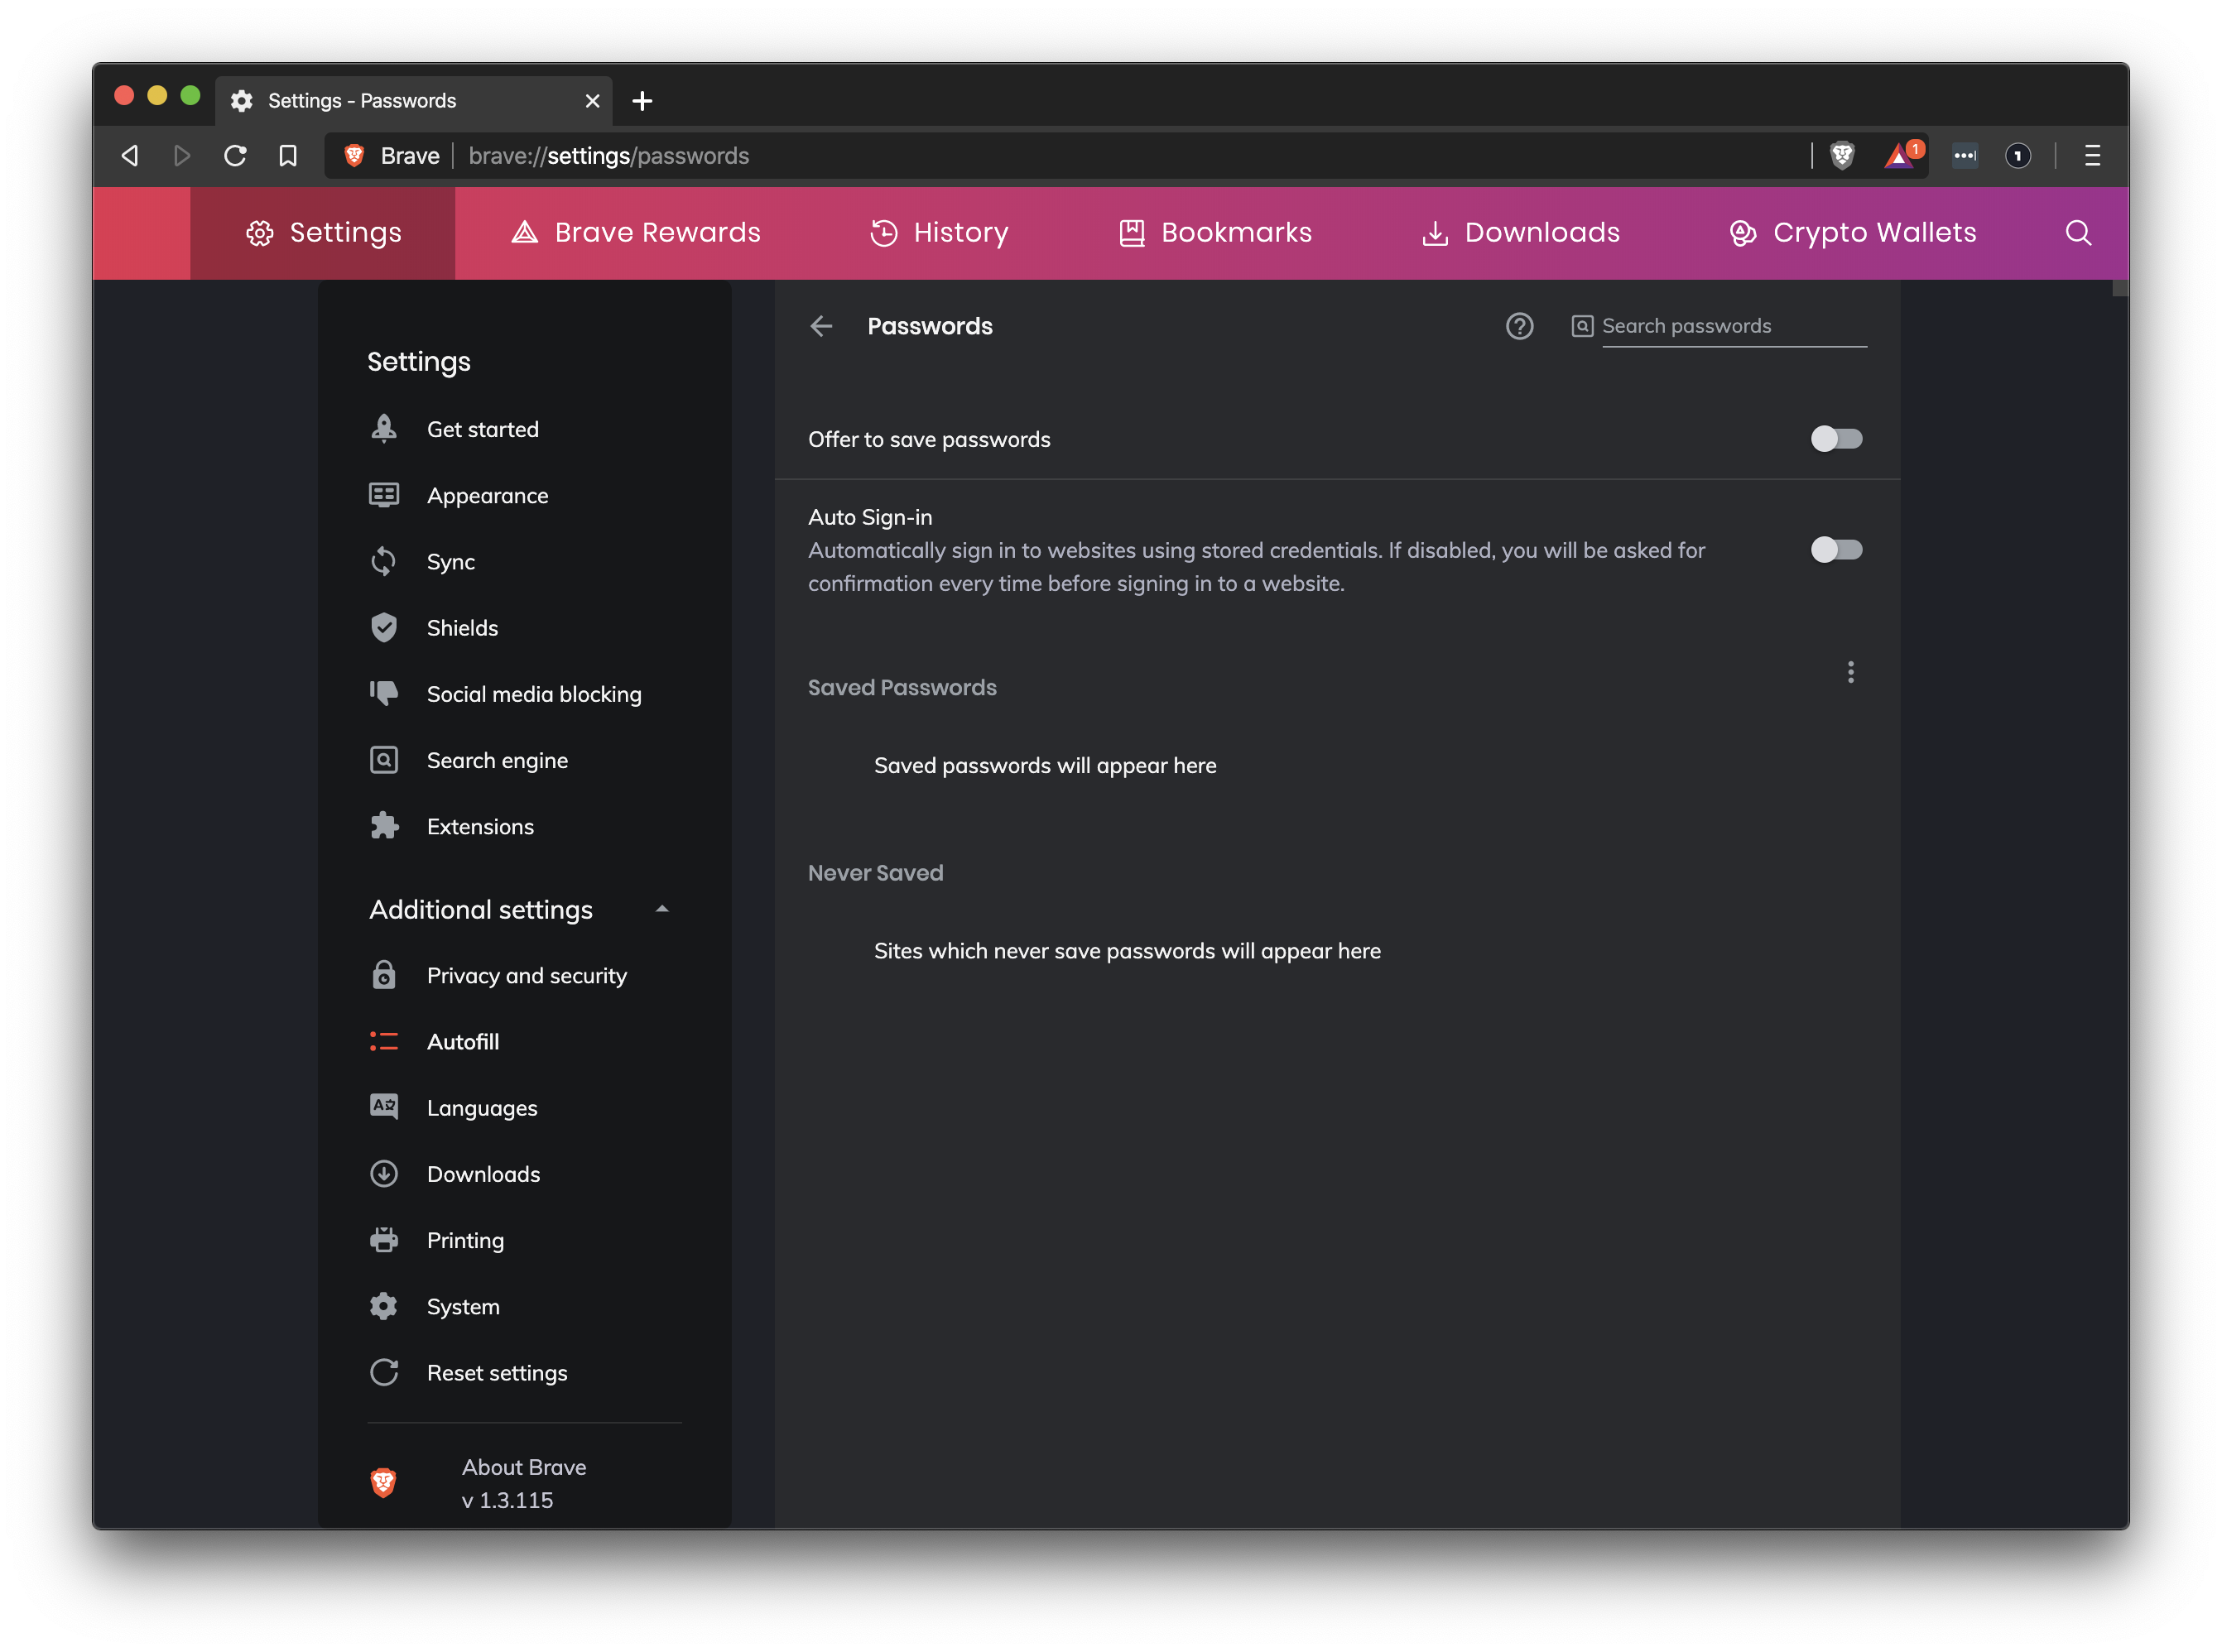 Settings - Passwords
Brave
brave://settings/passwords
1
1
Settings
Brave Rewards
History
Bookmarks
Downloads
Crypto Wallets
Settings
Get started
Appearance
Sync
Shields
Social media blocking
Search engine
Extensions
Additional settings
Privacy and security
Autofill
Languages
Downloads
Printing
System
Reset settings
About Brave
v 1.3.115
Passwords
Search passwords
Offer to save passwords
Auto Sign-in
Automatically sign in to websites using stored credentials. If disabled, you will be asked for
confirmation every time before signing in to a website.
Saved Passwords
Saved passwords will appear here
Never Saved
Sites which never save passwords will appear here